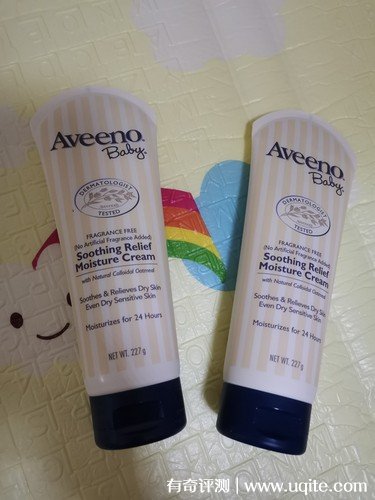 Aveeno.
Baby.
DERMATOLOGIST
Aveeno
TESTED
FRAGRANCE FREE
(No Artificial Fragrance Added)
Soothing Relief
Moisture Cream
with Natural Colloidal Oatmeal
Soothes & Relieves Dry Skin
Even Dry Sensitive Skin
Moisturizes for 24 Hours
NET WT. 227g
Aveeno.
Baby.
DERMATOLOGIST
TESTED
FRAGRANCE FREE
(No Artificial Fragrance Added)
Soothing Relief
Moisture Cream
with Natural Colloidal Oatmeal
Soothes & Relieves Dry Skin
Even Dry Sensitive Skin
Moisturizes for 24 Hours
NET WT. 227g
有奇评测 | www.uqite.com